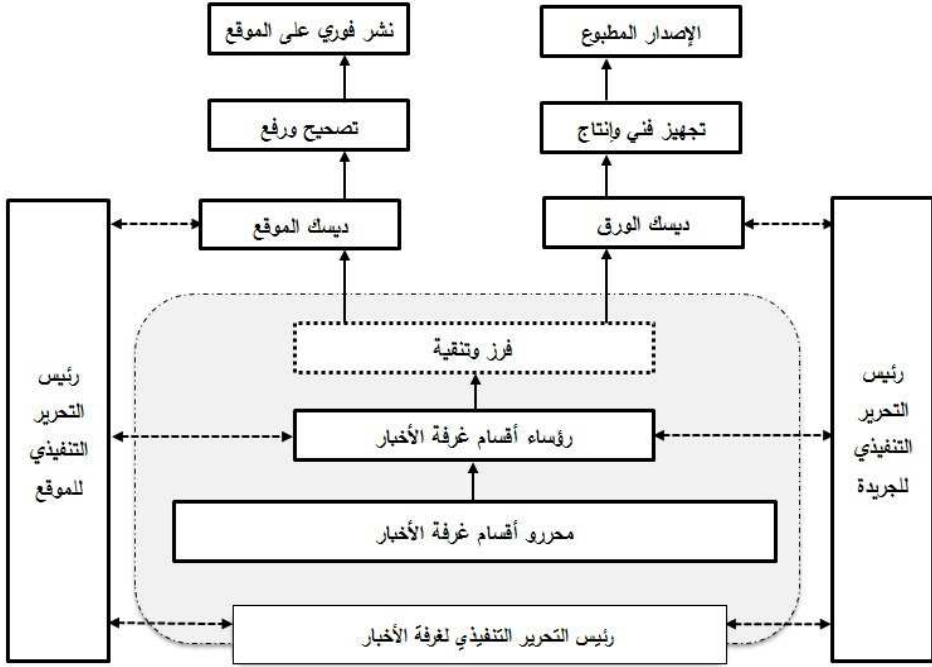 الإصدار المطبوع
نشر فوري على الموقع
تجهيز فني وإنتاج
تصحيح ورفع
ديسك الورق
ديسك الموقع
رئيس
التحرير
التنفيذي
للجريدة
فرز وتنقية
رؤساء أقسام غرفة الأخبار
محررو أقسام غرفة الأخبار
رئيس التحرير التنفيذي لغرفة الأخبار
رئيس
التحرير
التنفيذي
للموقع